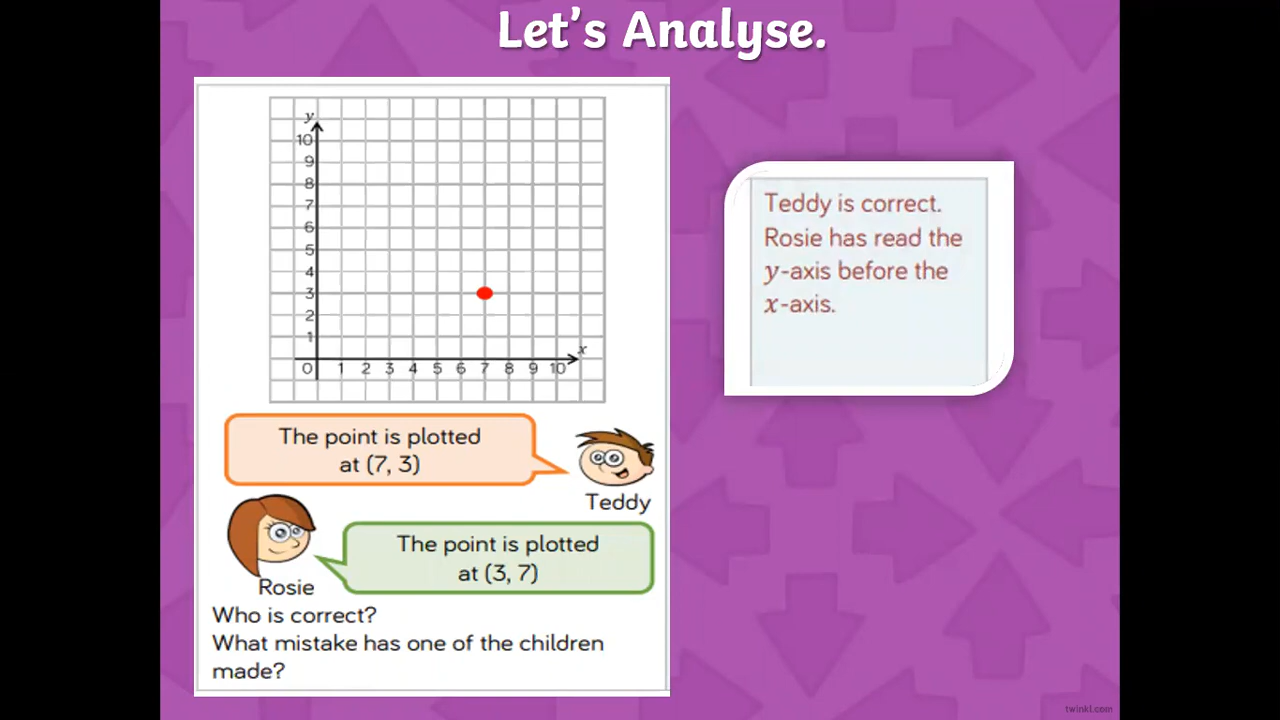 Let's Analyse.
y
10
9
8
7
6
5
4
3
2
1
x
0 1 2 3 4 5 6 7 8 9 10
The point is plotted
at (7, 3)
Teddy
The point is plotted
at (3, 7)
Rosie
Who is correct?
What mistake has one of the children
made?
Teddy is correct.
Rosie has read the
y-axis before the
x-axis.
twinkl.com